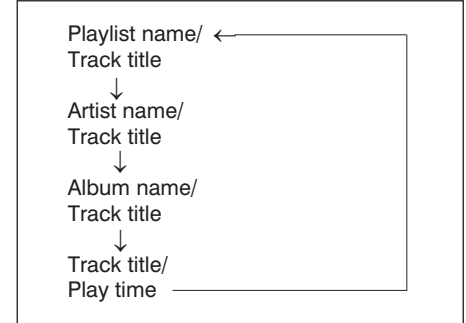 Playlist name/
Track title
Artist name/
Track title
Album name/
Track title
Track title/
Play time